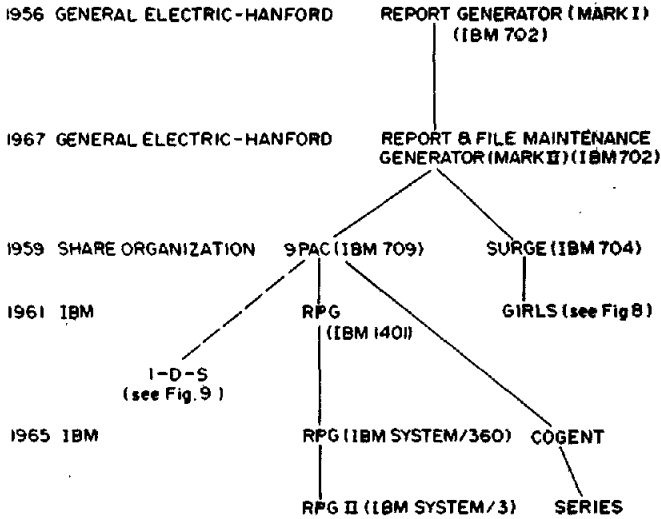 1956 GENERAL ELECTRIC-HANFORD REPORT GENERATOR (MARK I)
(IBM 702)
1967 GENERAL ELECTRIC-HANFORD REPORT & FILE MAINTENANCE
GENERATOR (MARK II) (IBM 702)
1959 SHARE ORGANIZATION 9PAC (IBM 709) SURGE (IBM 704)
1961 IBM RPG GIRLS (see Fig 8)
(IBM 1401)
I-D-S
(see Fig. 9)
1965 IBM RPG (IBM SYSTEM/360) COGENT
RPG II (IBM SYSTEM/3) SERIES